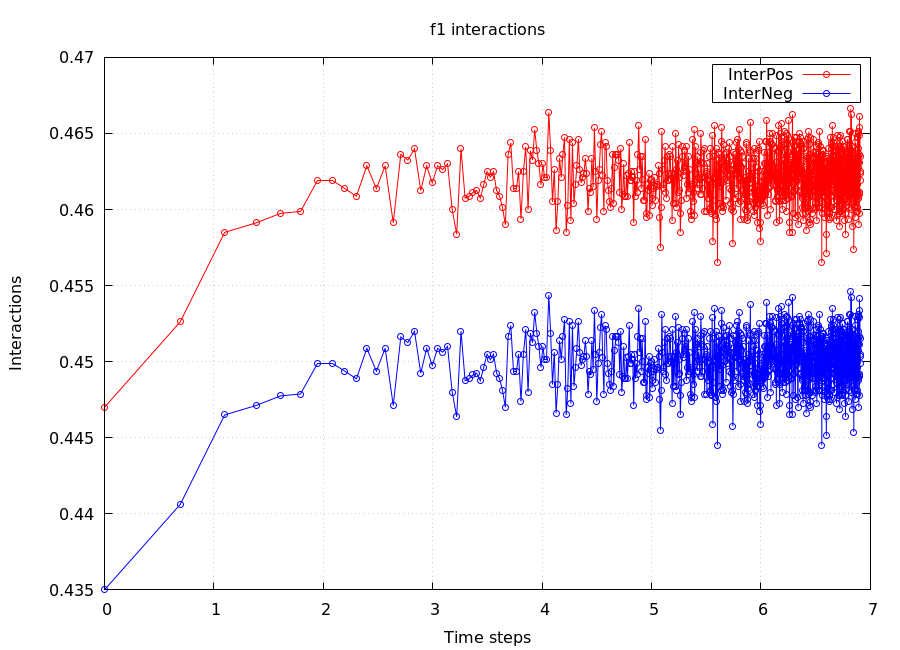 f1 interactions
InterPos
InterNeg
0.47
0.465
0.46
0.455
0.45
0.445
0.44
0.435
Interactions
0 1 2 3 4 5 6 7
Time steps